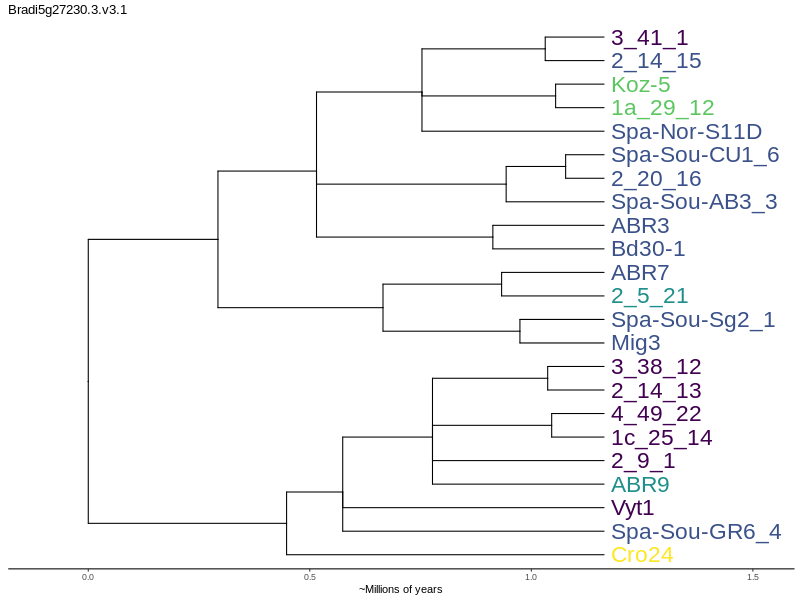 Bradi5g27230.3.v3.1
3_41_1
2_14_15
Koz-5
1a_29_12
Spa-Nor-S11D
Spa-Sou-CU1_6
2_20_16
Spa-Sou-AB3_3
ABR3
Bd30-1
ABR7
2_5_21
Spa-Sou-Sg2_1
Mig3
3_38_12
2_14_13
4_49_22
1c_25_14
2_9_1
ABR9
Vyt1
Spa-Sou-GR6_4
Cro24
0.0 0.5 1.0 1.5
~Millions of years